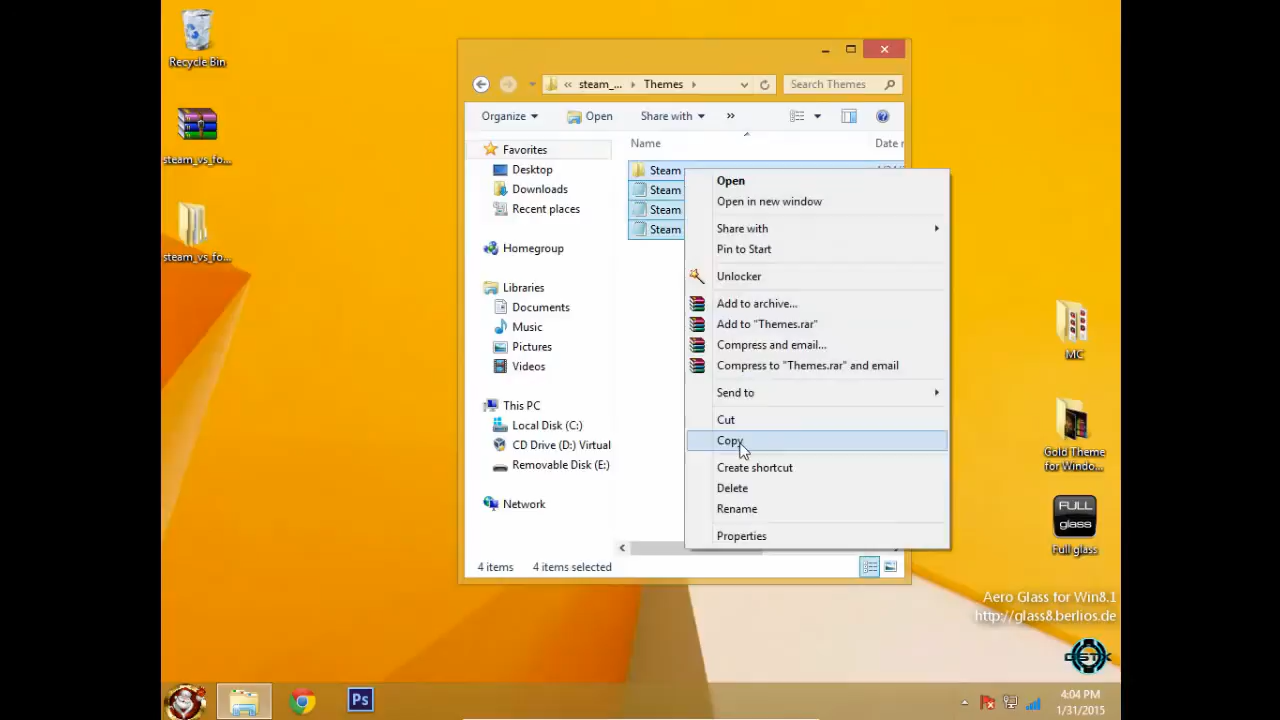 Recycle Bin
steam_vs_fo...
steam_vs_fo...
« steam_... Themes
Search Themes
Organize
Open
Share with
»
Name
Date
Favorites
Desktop
Downloads
Recent places
Homegroup
Libraries
Documents
Music
Pictures
Videos
This PC
Local Disk (C:)
CD Drive (D:) Virtual
Removable Disk (E:)
Network
Steam
Steam
Steam
Steam
Open
Open in new window
Share with
Pin to Start
Unlocker
Add to archive...
Add to "Themes.rar"
Compress and email...
Compress to "Themes.rar" and email
Send to
Cut
Copy
Create shortcut
Delete
Rename
Properties
4 items 4 items selected
MC
Gold Theme
for Windo...
FULL
glass
Full glass
Aero Glass for Win8.1
http://glass8.berlios.de
Ps
4:04 PM
1/31/2015